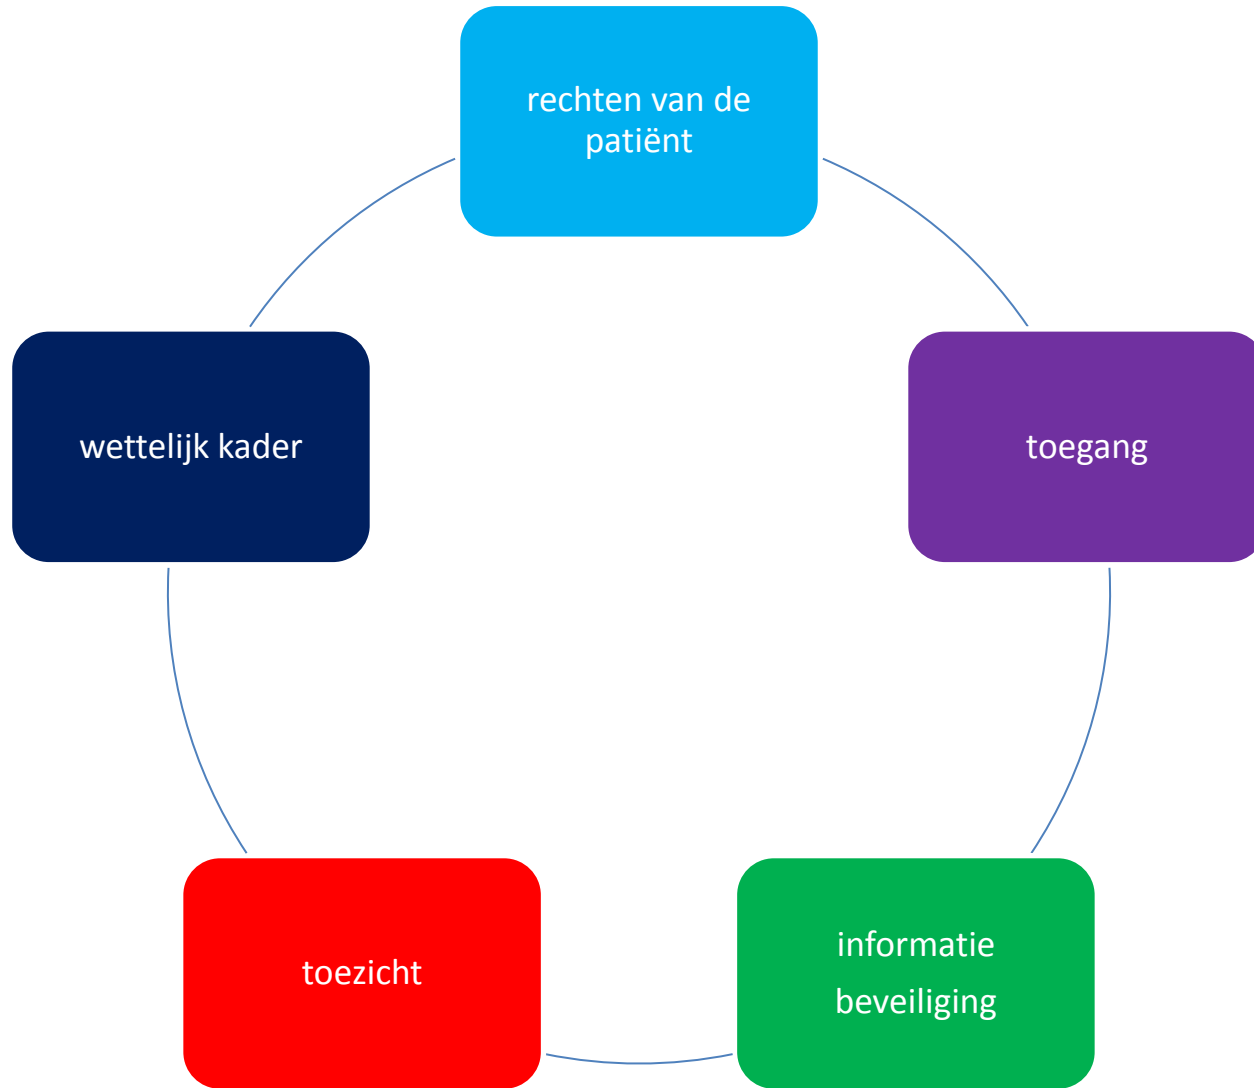 rechten van de
patiënt
toegang
informatie
beveiliging
toezicht
wettelijk kader